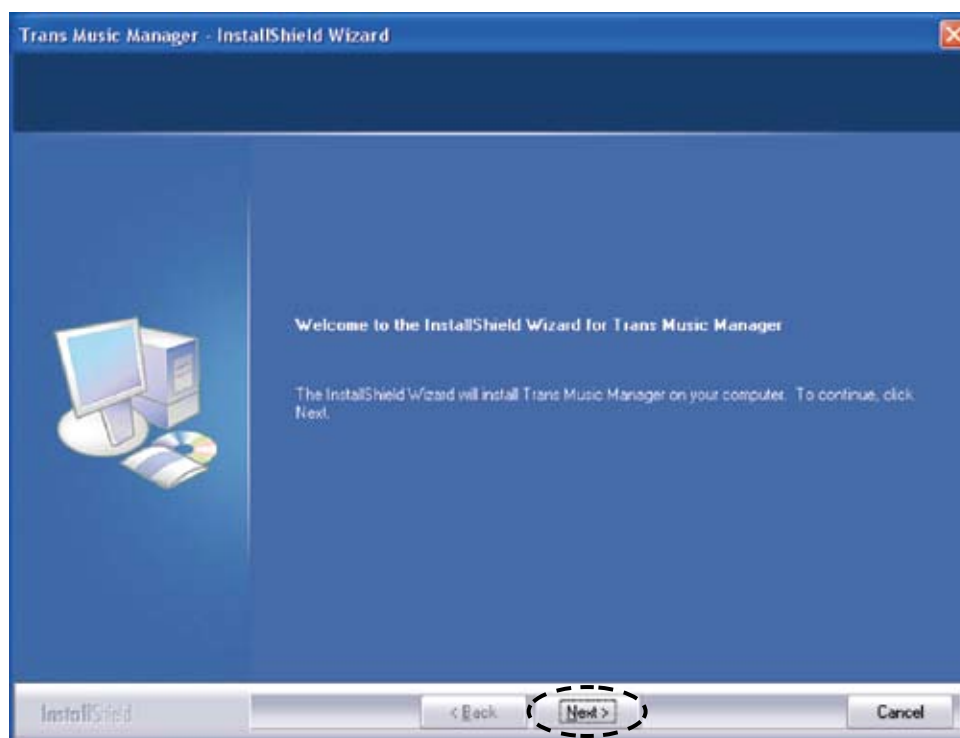 Trans Music Manager - InstallShield Wizard
Welcome to the InstallShield Wizard for Trans Music Manager
The InstallShield Wizard will install Trans Music Manager on your computer. To continue, click
Next.
InstallShield
< Back
Next >
Cancel